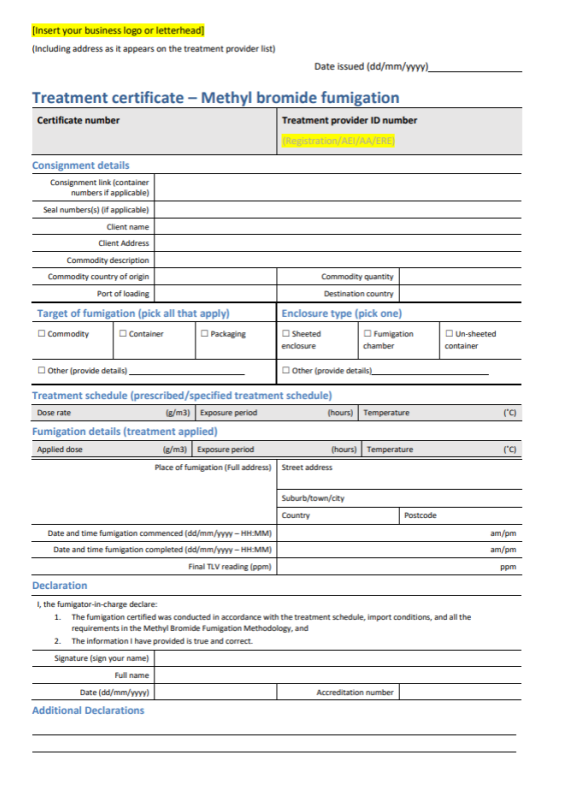 [Insert your business logo or letterhead]
(Including address as it appears on the treatment provider list)
Date issued (dd/mm/yyyy)
Treatment certificate – Methyl bromide fumigation
Certificate number
Treatment provider ID number
(Registration/AEI/AA/ERE)
Consignment details
Consignment link (container
numbers if applicable)
Seal numbers(s) (if applicable)
Client name
Client Address
Commodity description
Commodity country of origin
Commodity quantity
Port of loading
Destination country
Target of fumigation (pick all that apply)
Enclosure type (pick one)
☐ Commodity
☐ Container
☐ Packaging
☐ Sheeted
enclosure
☐ Fumigation
chamber
☐ Un-sheeted
container
☐ Other (provide details)
☐ Other (provide details)
Treatment schedule (prescribed/specified treatment schedule)
Dose rate (g/m3) Exposure period (hours) Temperature (˚C)
Fumigation details (treatment applied)
Applied dose (g/m3) Exposure period (hours) Temperature (˚C)
Place of fumigation (Full address)
Street address
Suburb/town/city
Country
Postcode
Date and time fumigation commenced (dd/mm/yyyy – HH:MM) am/pm
Date and time fumigation completed (dd/mm/yyyy – HH:MM) am/pm
Final TLV reading (ppm) ppm
Declaration
I, the fumigator-in-charge declare:
1. The fumigation certified was conducted in accordance with the treatment schedule, import conditions, and all the
requirements in the Methyl Bromide Fumigation Methodology, and
2. The information I have provided is true and correct.
Signature (sign your name)
Full name
Date (dd/mm/yyyy)
Accreditation number
Additional Declarations